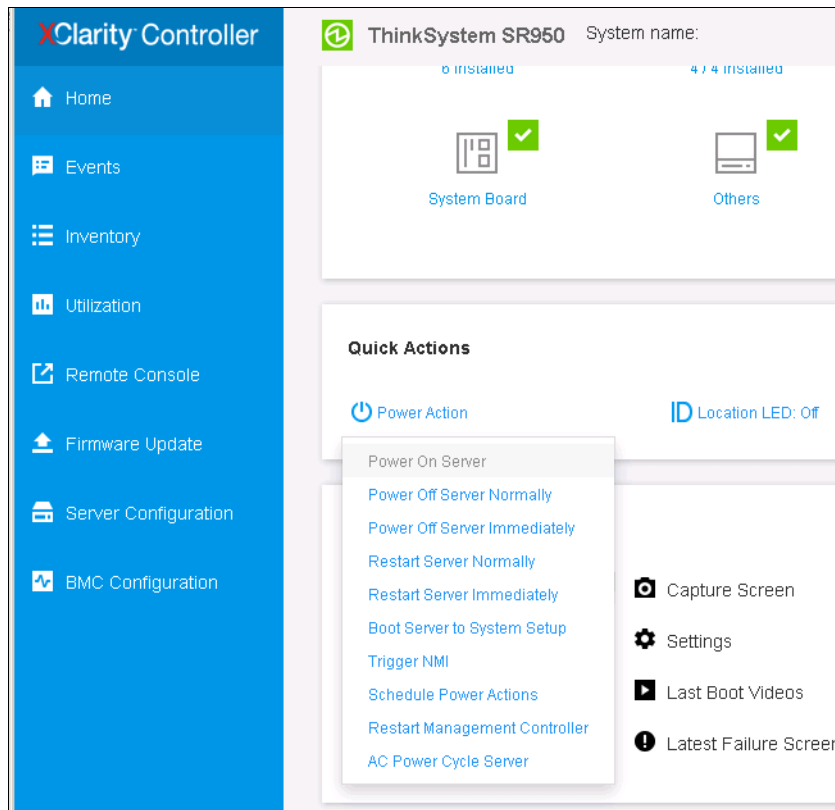 XClarity Controller
ThinkSystem SR950 System name:
6 Installed 4 / 4 Installed
Home
Events
Inventory
Utilization
Remote Console
Firmware Update
Server Configuration
BMC Configuration
System Board Others
Quick Actions
Power Action ID Location LED: Off
Power On Server
Power Off Server Normally
Power Off Server Immediately
Restart Server Normally
Restart Server Immediately
Boot Server to System Setup
Trigger NMI
Schedule Power Actions
Restart Management Controller
AC Power Cycle Server
Capture Screen
Settings
Last Boot Videos
Latest Failure Screen